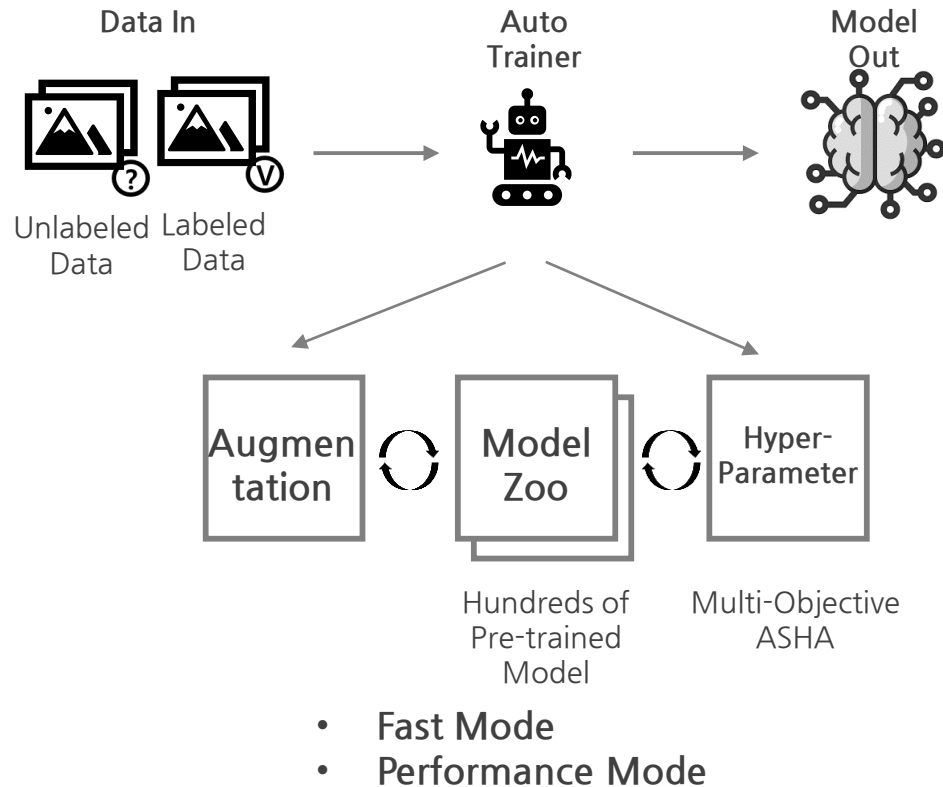 Data In
Auto
Trainer
Model
Out
?
V
Unlabeled
Data
Labeled
Data
Augmen
tation
Model
Zoo
Hyper-
Parameter
Hundreds of
Pre-trained
Model
Multi-Objective
ASHA
• Fast Mode
• Performance Mode